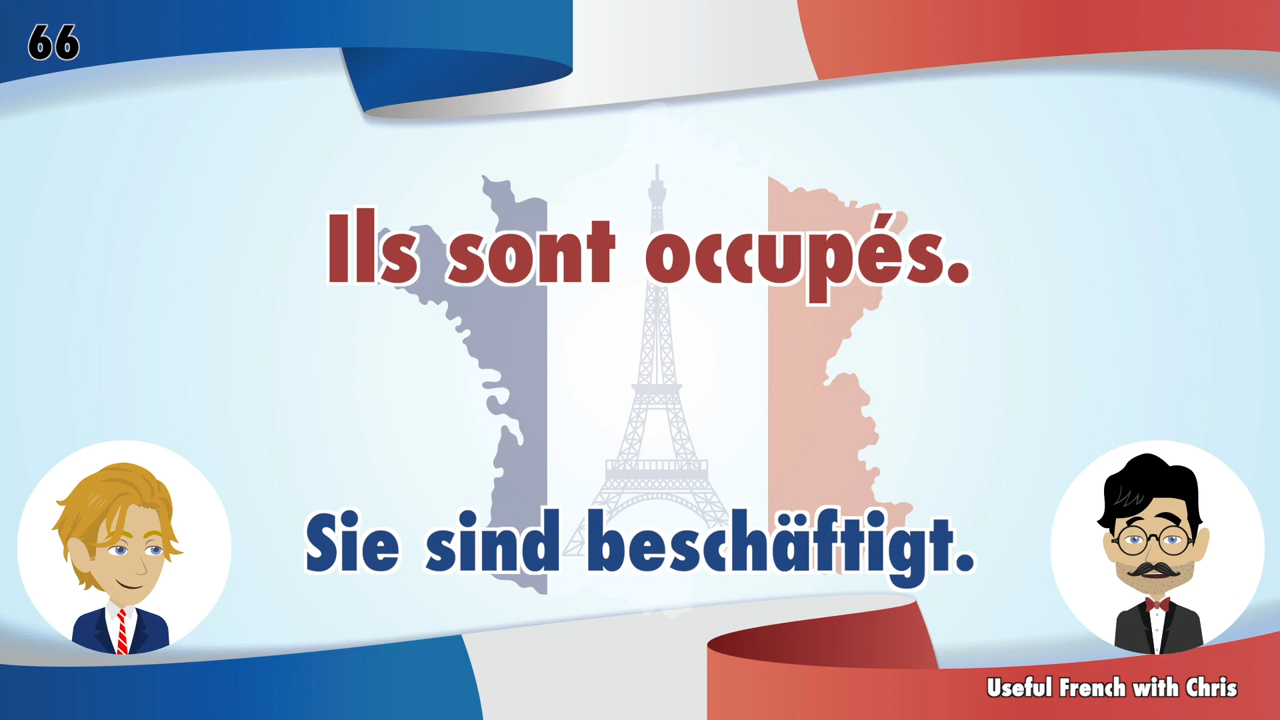 66
Ils sont occupés.
Sie sind beschäftigt.
Useful French with Chris